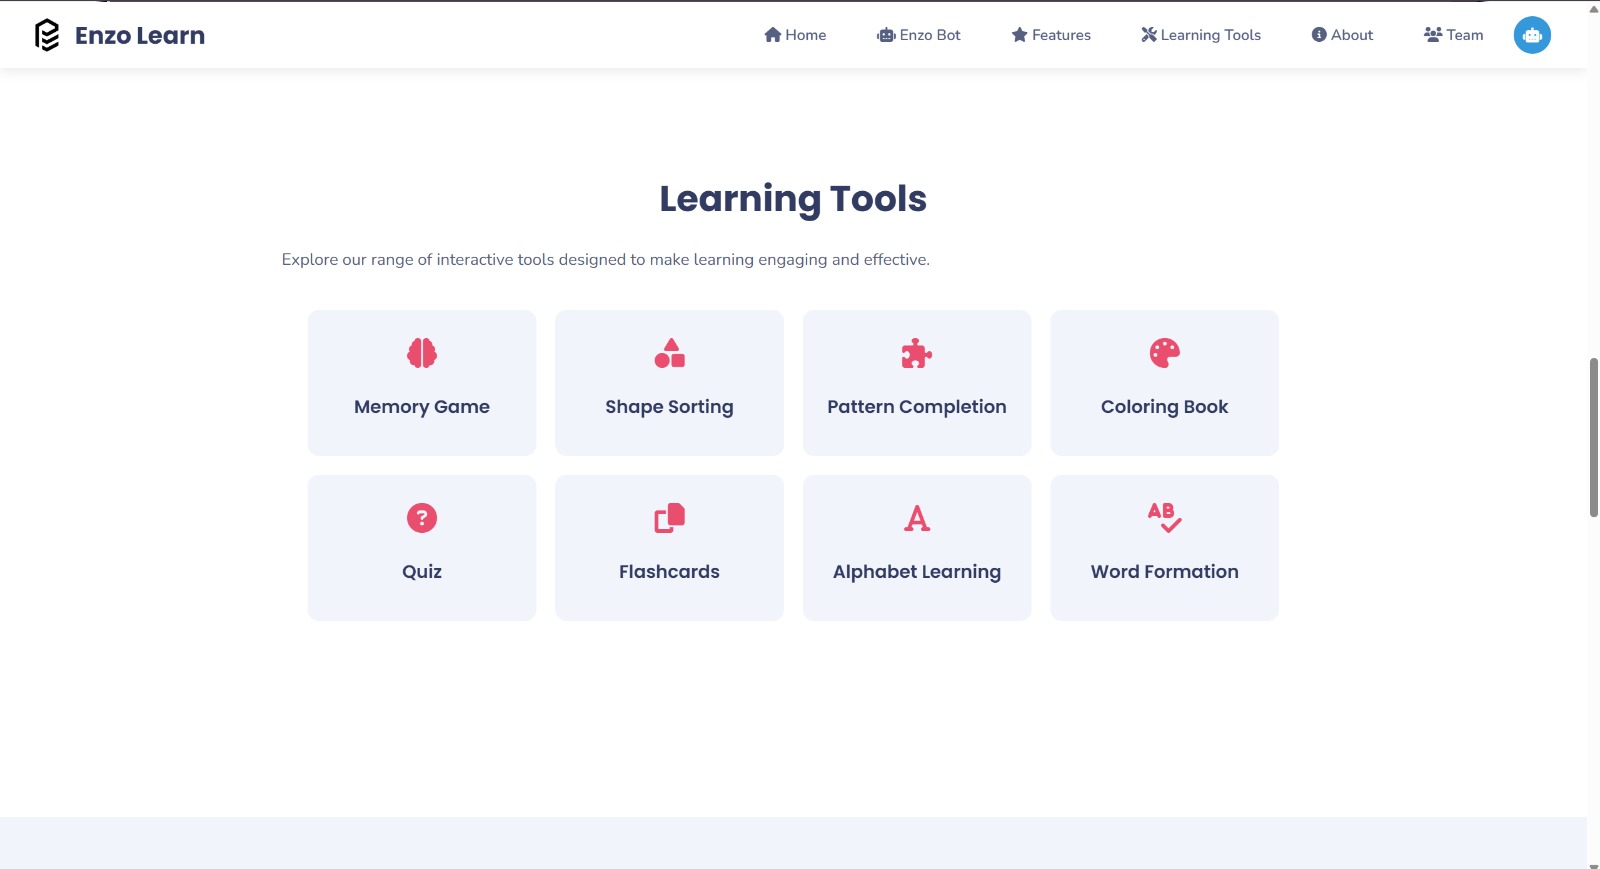 Enzo Learn
Home Enzo Bot Features Learning Tools About Team
Learning Tools
Explore our range of interactive tools designed to make learning engaging and effective.
Memory Game Shape Sorting Pattern Completion Coloring Book
?
A
AB
Quiz Flashcards Alphabet Learning Word Formation